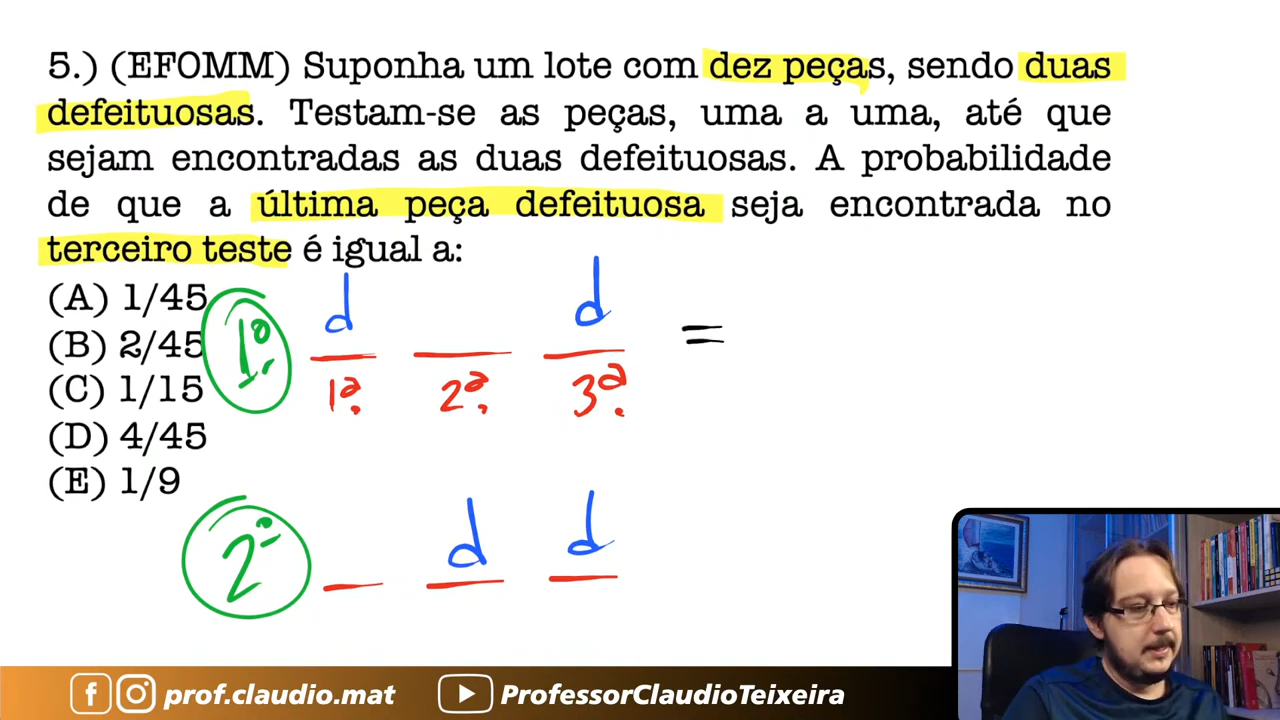 5.) (EFOMM) Suponha um lote com dez peças, sendo duas
defeituosas. Testam-se as peças, uma a uma, até que
sejam encontradas as duas defeituosas. A probabilidade
de que a última peça defeituosa seja encontrada no
terceiro teste é igual a:
(A) 1/45
(B) 2/45
(C) 1/15
(D) 4/45
(E) 1/9
1º d d =
1ª 2ª 3ª
2º d d
prof.claudio.mat ProfessorClaudioTeixeira